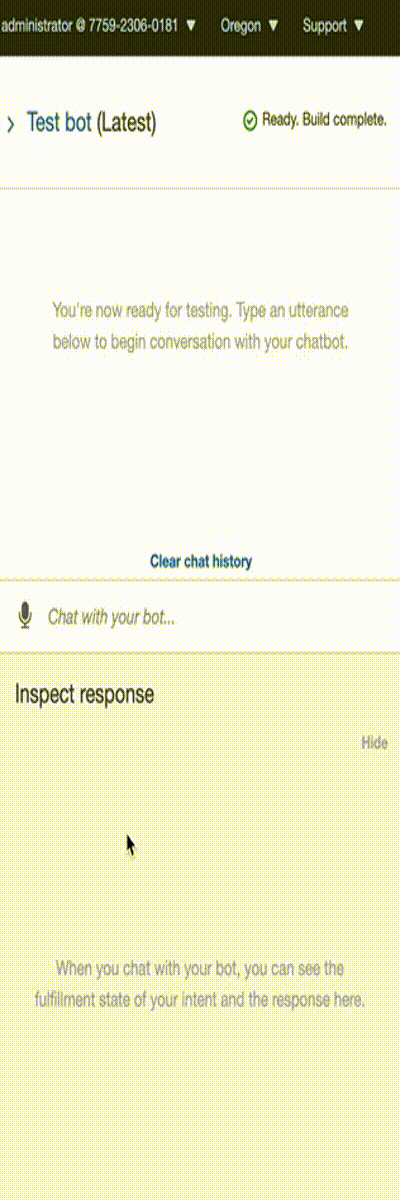 administrator @ 7759-2306-0181 ▼ Oregon ▼ Support ▼
Test bot (Latest) Ready. Build complete.
You're now ready for testing. Type an utterance
below to begin conversation with your chatbot.
Clear chat history
Chat with your bot...
Inspect response
Hide
When you chat with your bot, you can see the
fulfillment state of your intent and the response here.